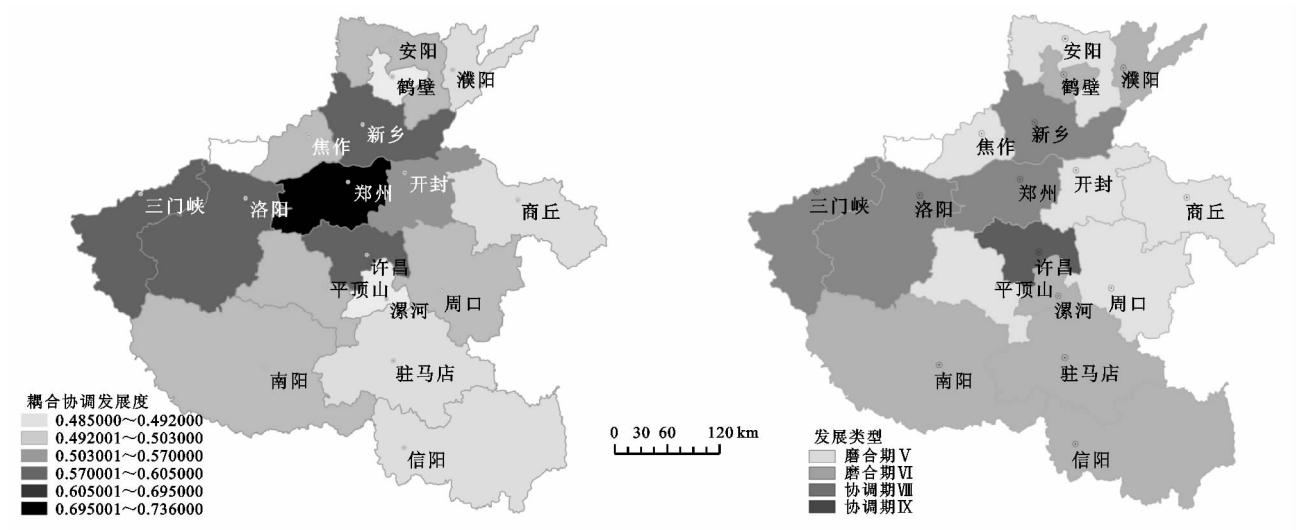 安阳
濮阳
鹤壁
新乡
焦作
郑州
开封
三门峡
洛阳
商丘
许昌
平顶山
漯河
周口
驻马店
南阳
信阳
耦合协调发展度
0.485000～0.492000
0.492001～0.503000
0.503001～0.570000
0.570001～0.605000
0.605001～0.695000
0.695001～0.736000
0 30 60 120 km
安阳
濮阳
鹤壁
新乡
焦作
郑州
开封
三门峡
洛阳
商丘
许昌
平顶山
漯河
周口
驻马店
南阳
信阳
发展类型
磨合期Ⅴ
磨合期Ⅵ
协调期Ⅷ
协调期Ⅸ